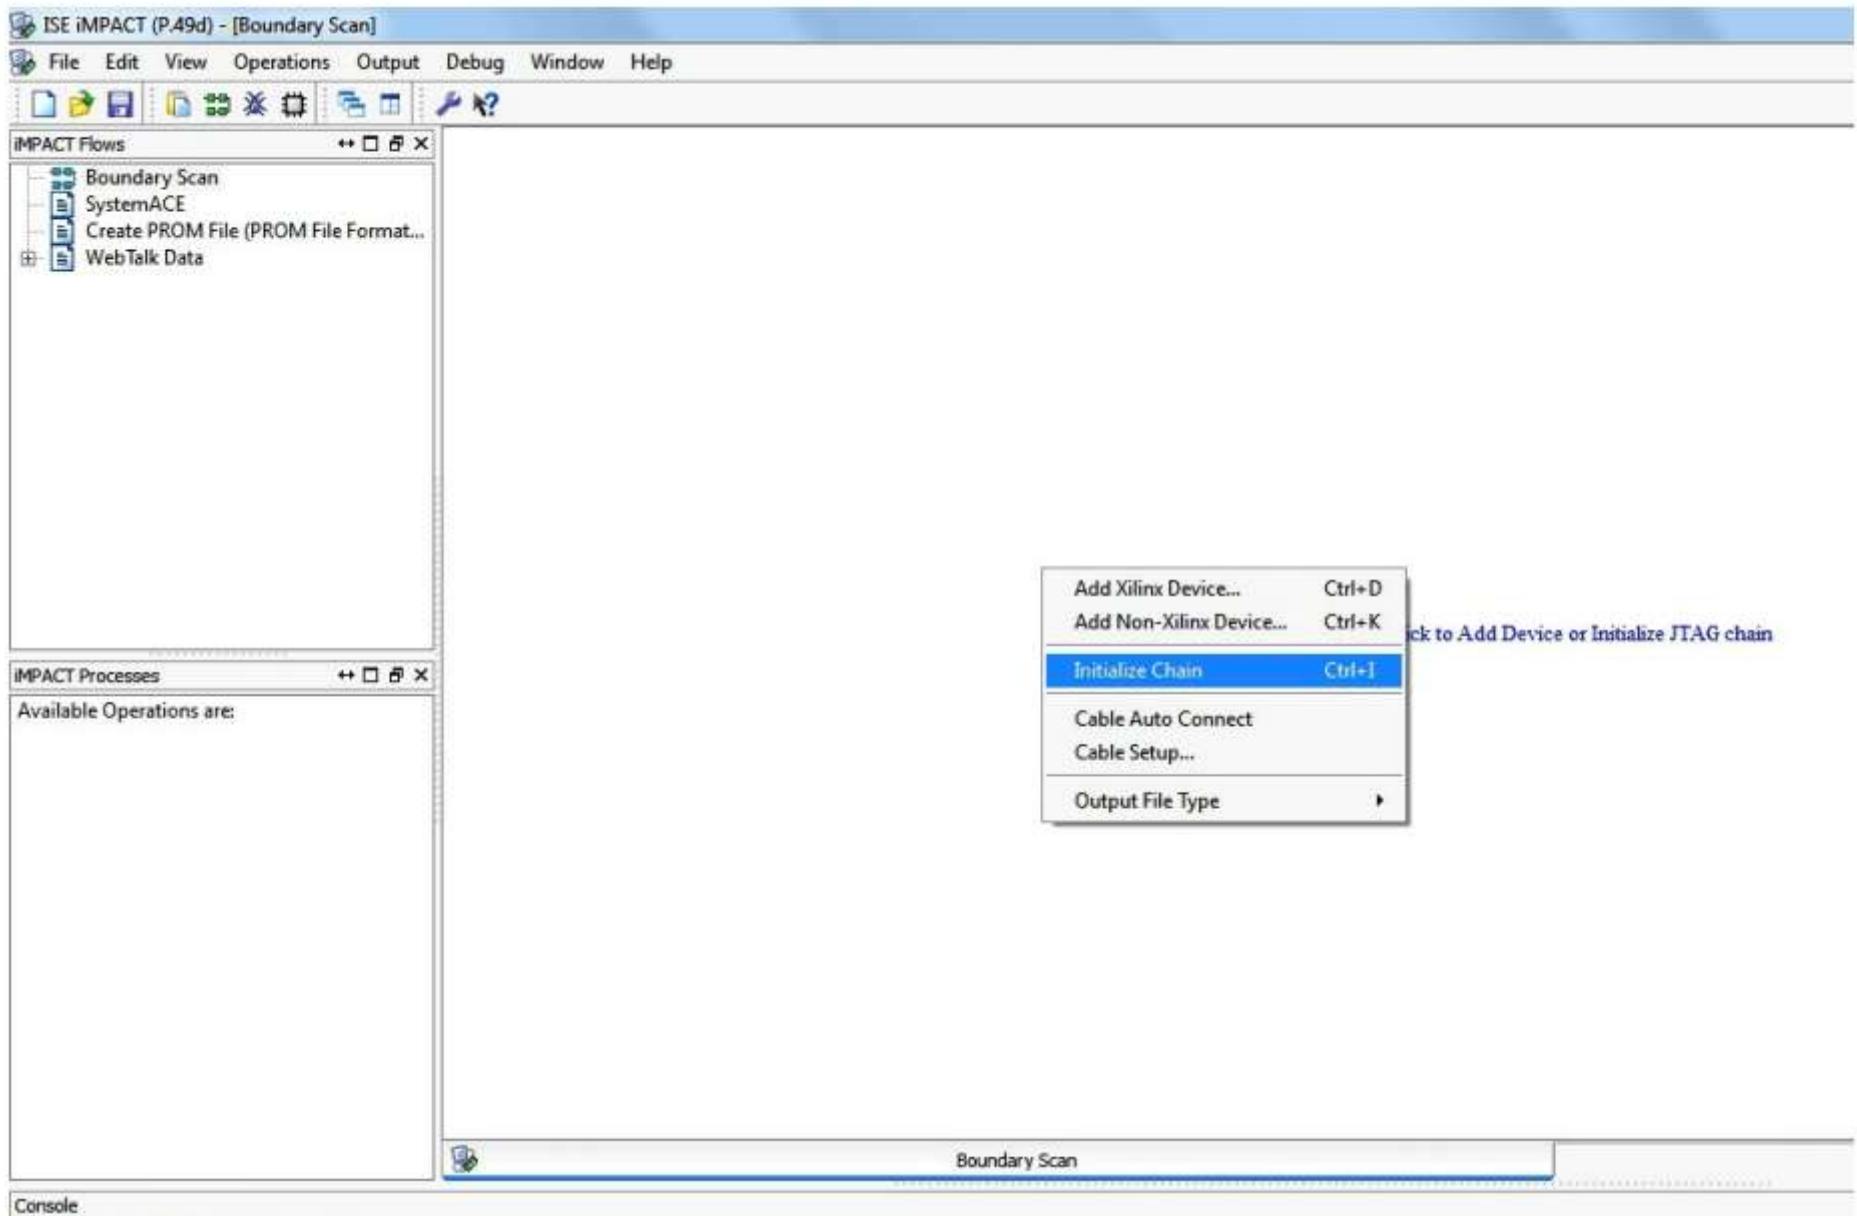 ISE iMPACT (P.49d) - [Boundary Scan]
File Edit View Operations Output Debug Window Help
iMPACT Flows
Boundary Scan
SystemACE
Create PROM File (PROM File Format...
WebTalk Data
Add Xilinx Device... Ctrl+D
Add Non-Xilinx Device... Ctrl+K
ick to Add Device or Initialize JTAG chain
Initialize Chain Ctrl+I
Cable Auto Connect
Cable Setup...
Output File Type
iMPACT Processes
Available Operations are:
Boundary Scan
Console